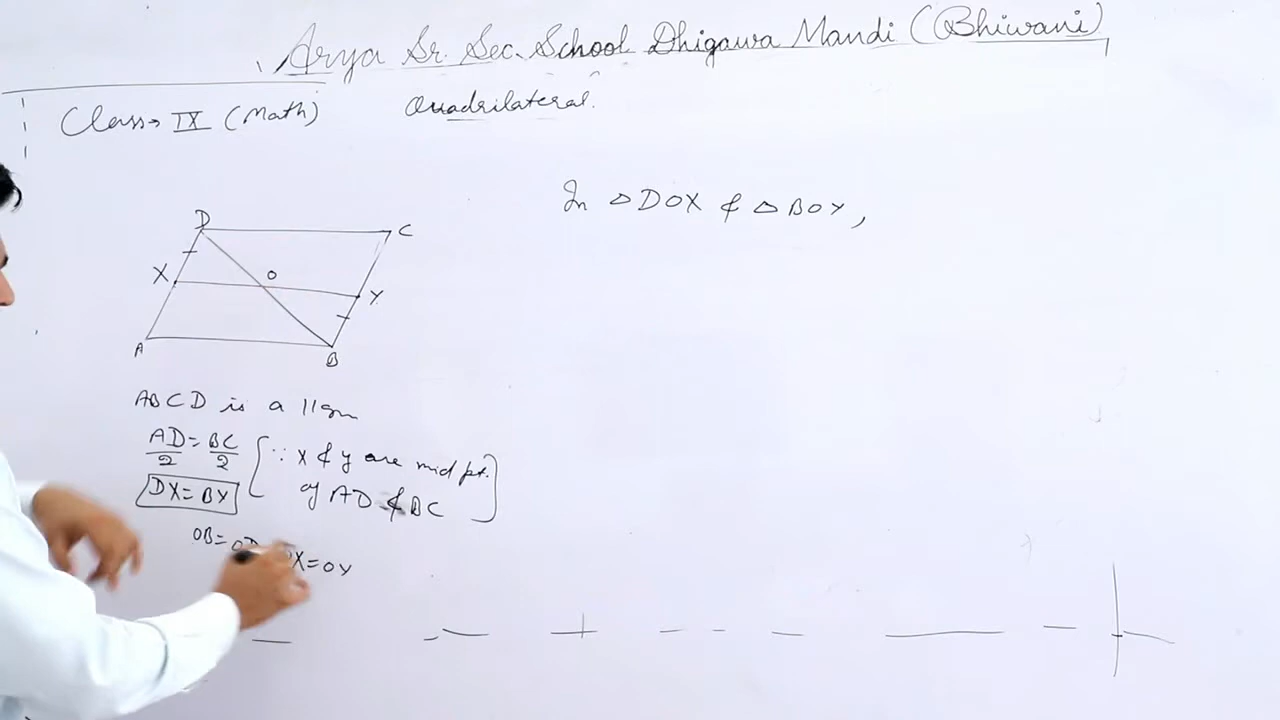 Arya Sr. Sec. School Dhigawa Mandi (Bhiwani)
Class → IX (Math) Quadrilateral.
In △DOX & △BOY,
D C
X O Y
A B
ABCD is a ||gm
AD/2 = BC/2 [∵ X & y are mid pt.
DX = BY of AD & BC]
OB = OD OX = OY